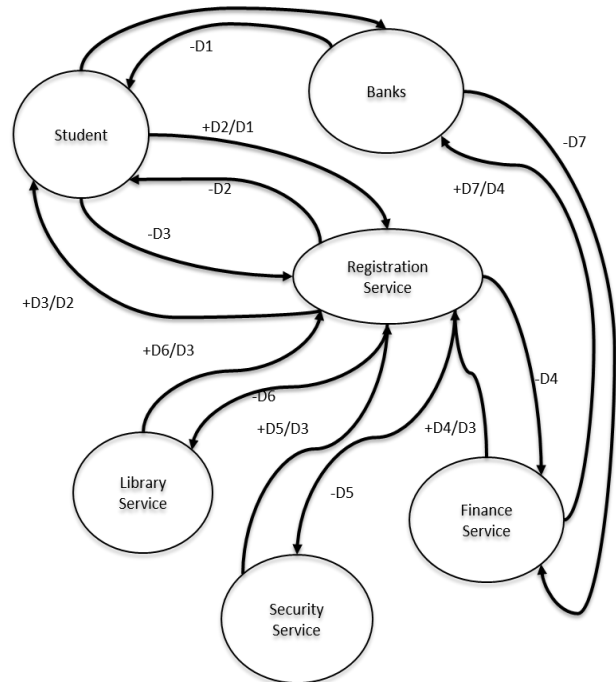 -D1
Banks
Student
+D2/D1
-D7
+D7/D4
-D2
-D3
Registration
Service
+D3/D2
+D6/D3
-D4
-D6
+D5/D3
+D4/D3
Library
Service
-D5
Finance
Service
Security
Service